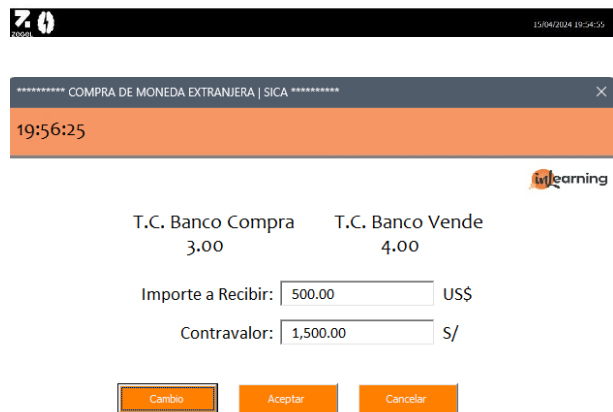 ZEGEL
15/04/2024 19:54:55
********** COMPRA DE MONEDA EXTRANJERA | SICA **********
19:56:25
inlearning
T.C. Banco Compra T.C. Banco Vende
3.00 4.00
Importe a Recibir: 500.00 US$
Contravalor: 1,500.00 S/
Cambio Aceptar Cancelar